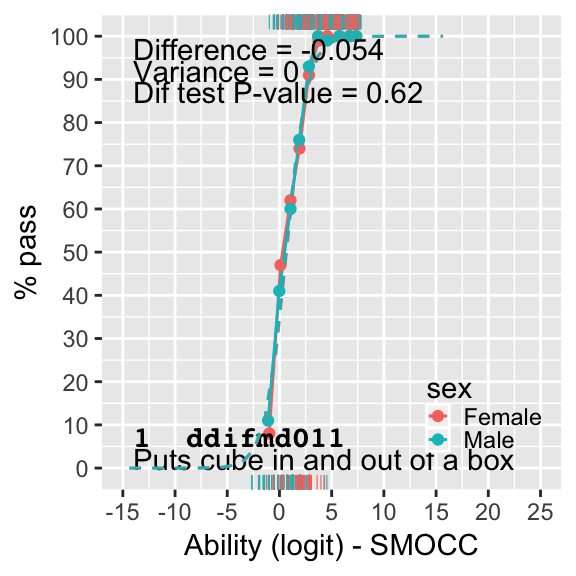 100
90
80
70
60
50
40
30
20
10
0
% pass
Difference = -0.054
Variance = 0
Dif test P-value = 0.62
sex
Female
Male
1 ddifmd011
Puts cube in and out of a box
-15 -10 -5 0 5 10 15 20 25
Ability (logit) - SMOCC